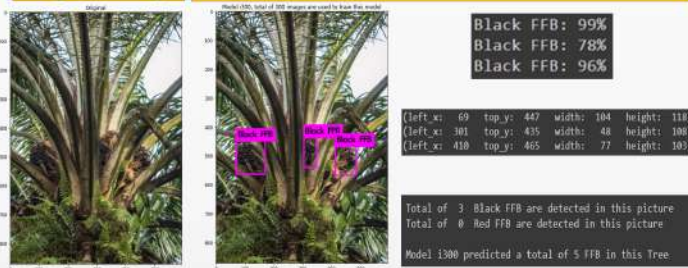 Original
Model i300, total of 300 images are used to train this model
Black FFB
Black FFB
Black FFB
Black FFB: 99%
Black FFB: 78%
Black FFB: 96%
(left_x: 69 top_y: 447 width: 104 height: 118
(left_x: 301 top_y: 435 width: 48 height: 108
(left_x: 410 top_y: 465 width: 77 height: 103
Total of 3 Black FFB are detected in this picture
Total of 0 Red FFB are detected in this picture
Model i300 predicted a total of 5 FFB in this Tree